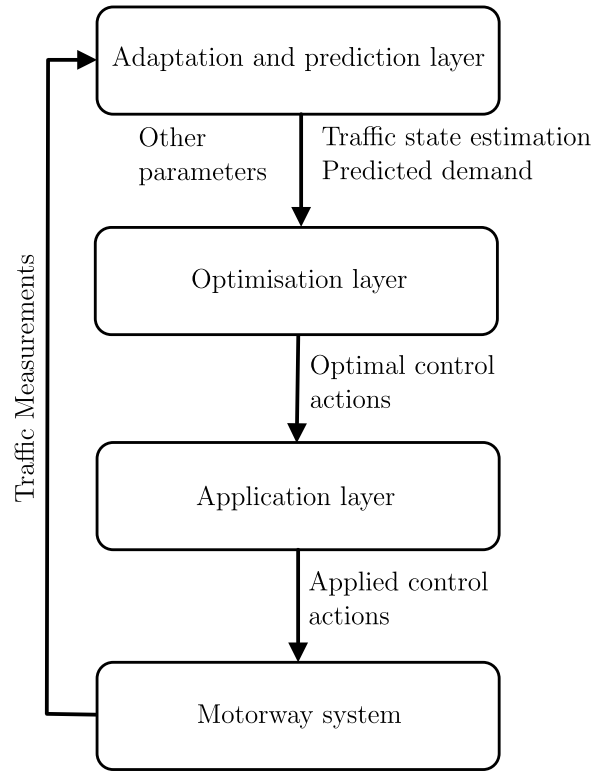 Adaptation and prediction layer
Other
parameters
Traffic state estimation
Predicted demand
Optimisation layer
Optimal control
actions
Traffic Measurements
Application layer
Applied control
actions
Motorway system